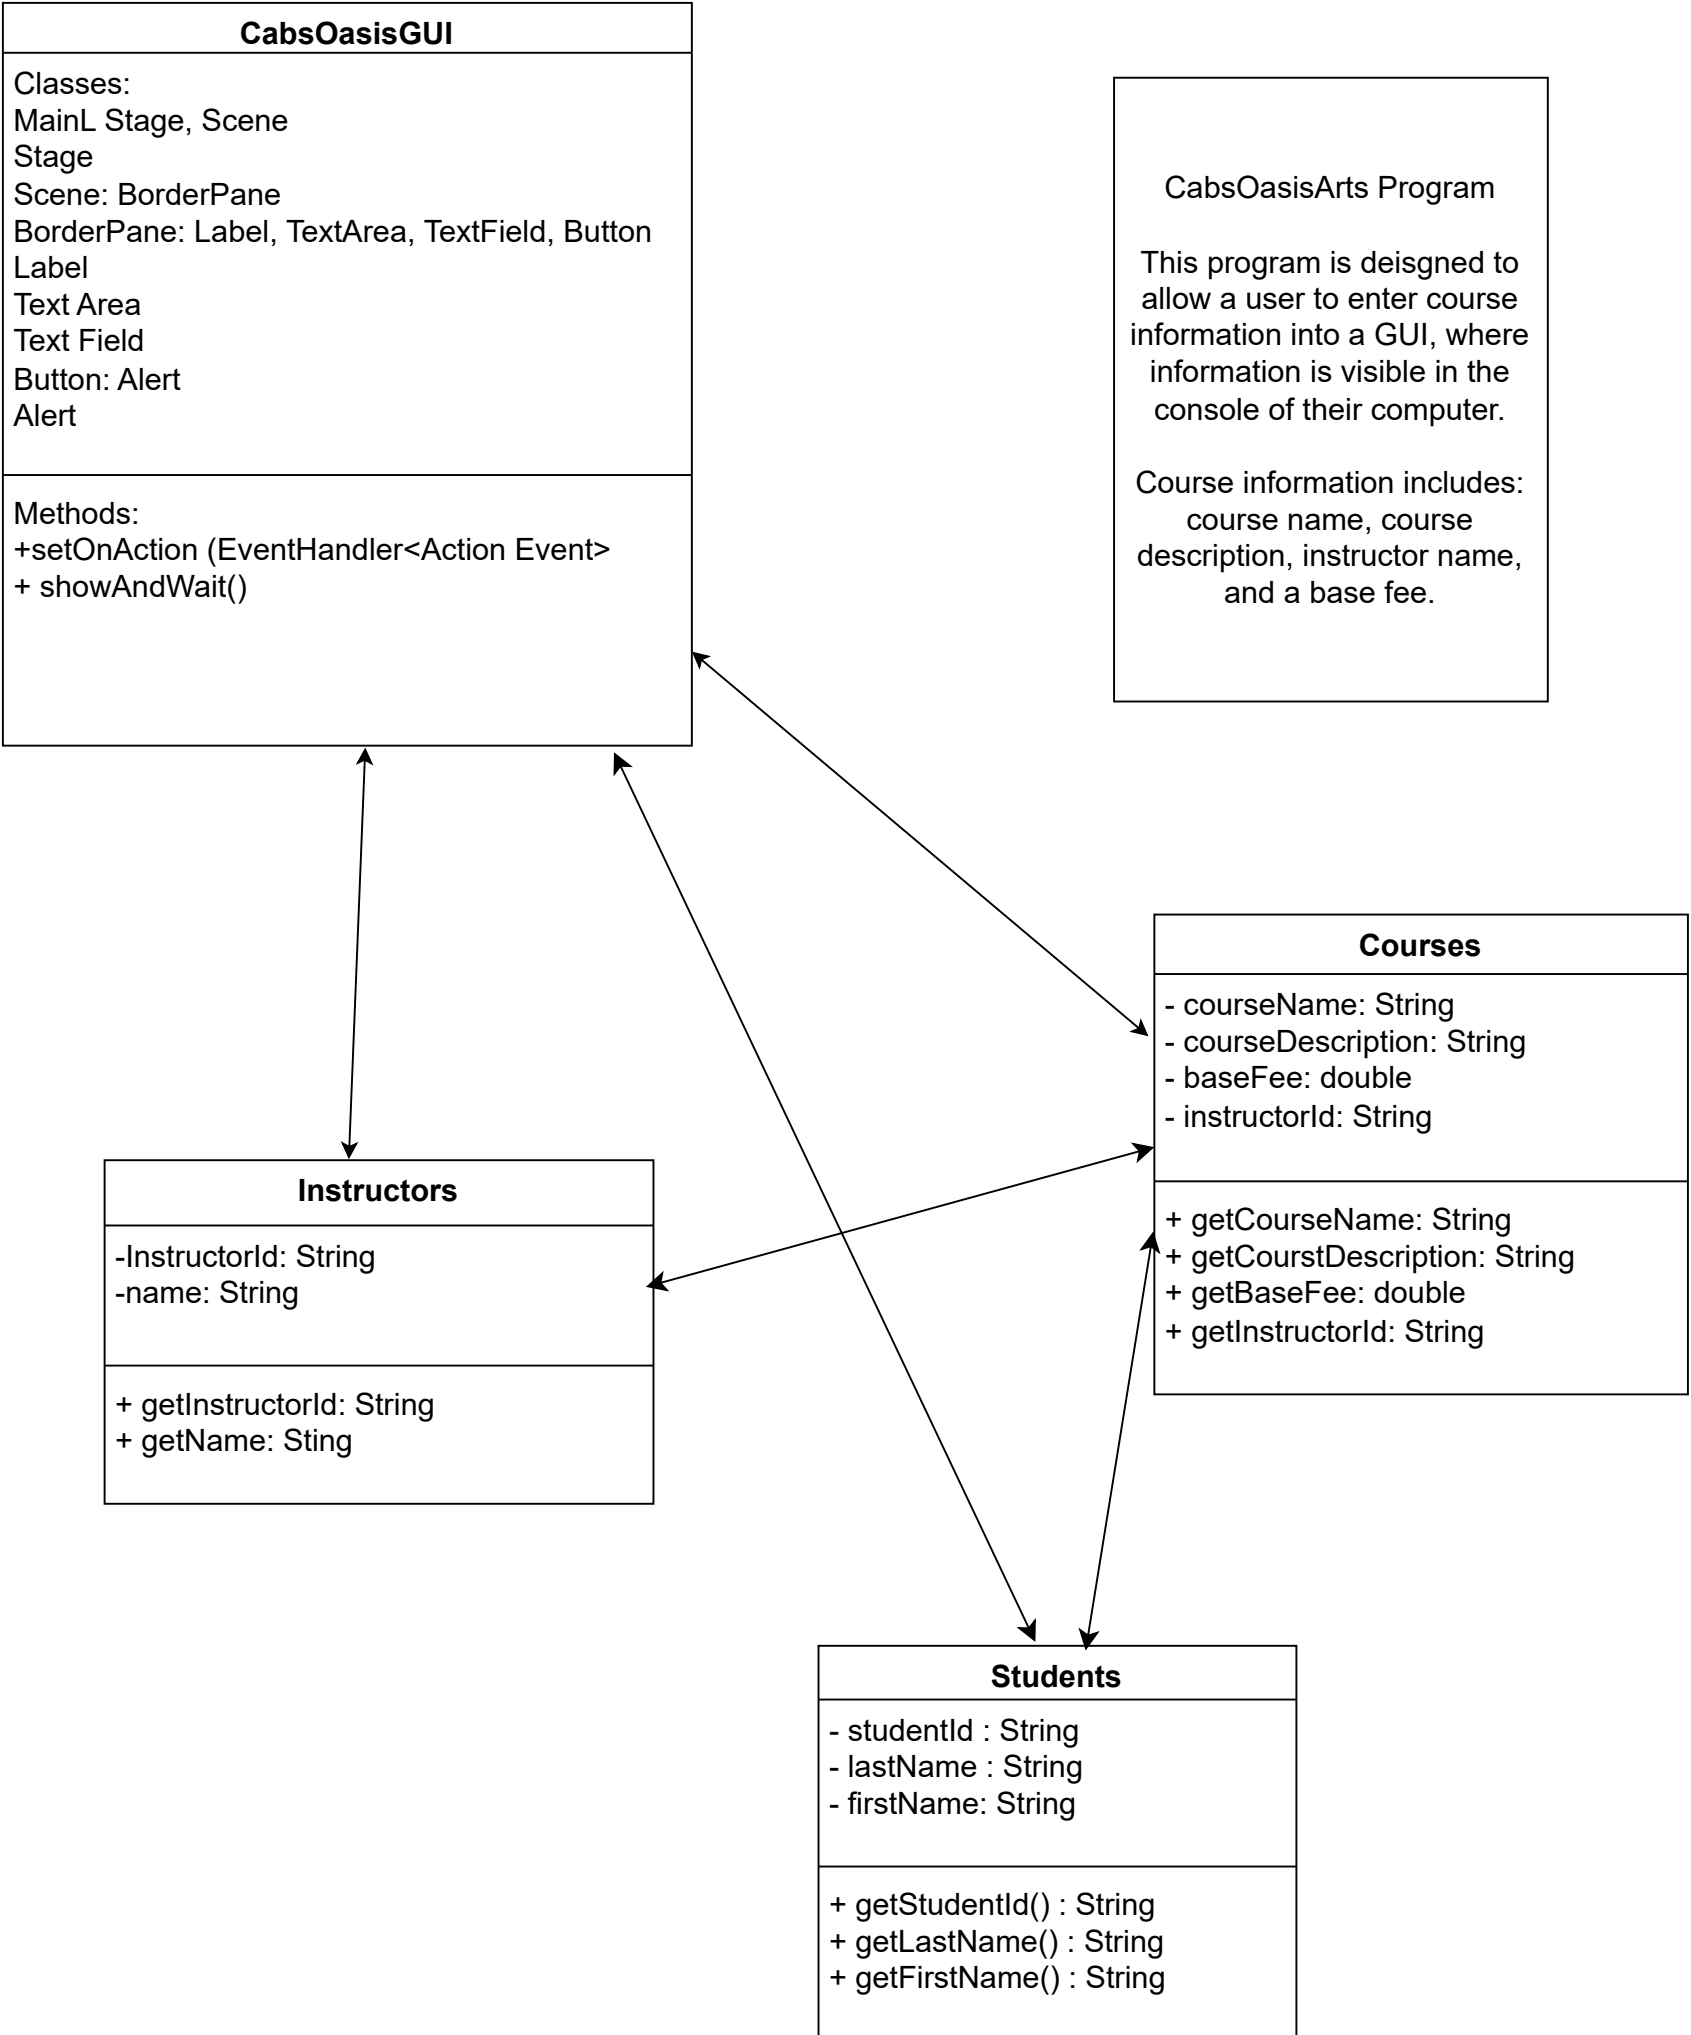 CabsOasisGUI
Classes:
MainL Stage, Scene
Stage
Scene: BorderPane
BorderPane: Label, TextArea, TextField, Button
Label
Text Area
Text Field
Button: Alert
Alert
Methods:
+setOnAction (EventHandler<Action Event>
+ showAndWait()
CabsOasisArts Program
This program is deisgned to
allow a user to enter course
information into a GUI, where
information is visible in the
console of their computer.
Course information includes:
course name, course
description, instructor name,
and a base fee.
Courses
- courseName: String
- courseDescription: String
- baseFee: double
- instructorId: String
+ getCourseName: String
+ getCourstDescription: String
+ getBaseFee: double
+ getInstructorId: String
Instructors
-InstructorId: String
-name: String
+ getInstructorId: String
+ getName: Sting
Students
- studentId : String
- lastName : String
- firstName: String
+ getStudentId() : String
+ getLastName() : String
+ getFirstName() : String